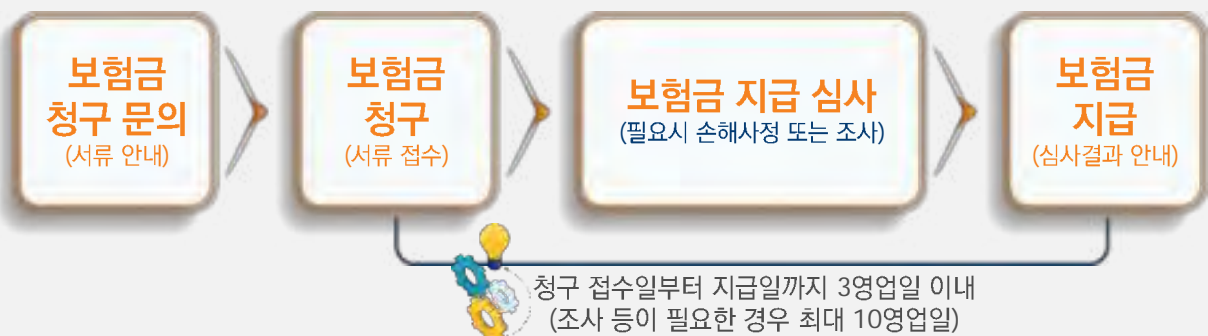 보험금
청구 문의
(서류 안내)
보험금
청구
(서류 접수)
보험금 지급 심사
(필요시 손해사정 또는 조사)
보험금
지급
(심사결과 안내)
청구 접수일부터 지급일까지 3영업일 이내
(조사 등이 필요한 경우 최대 10영업일)